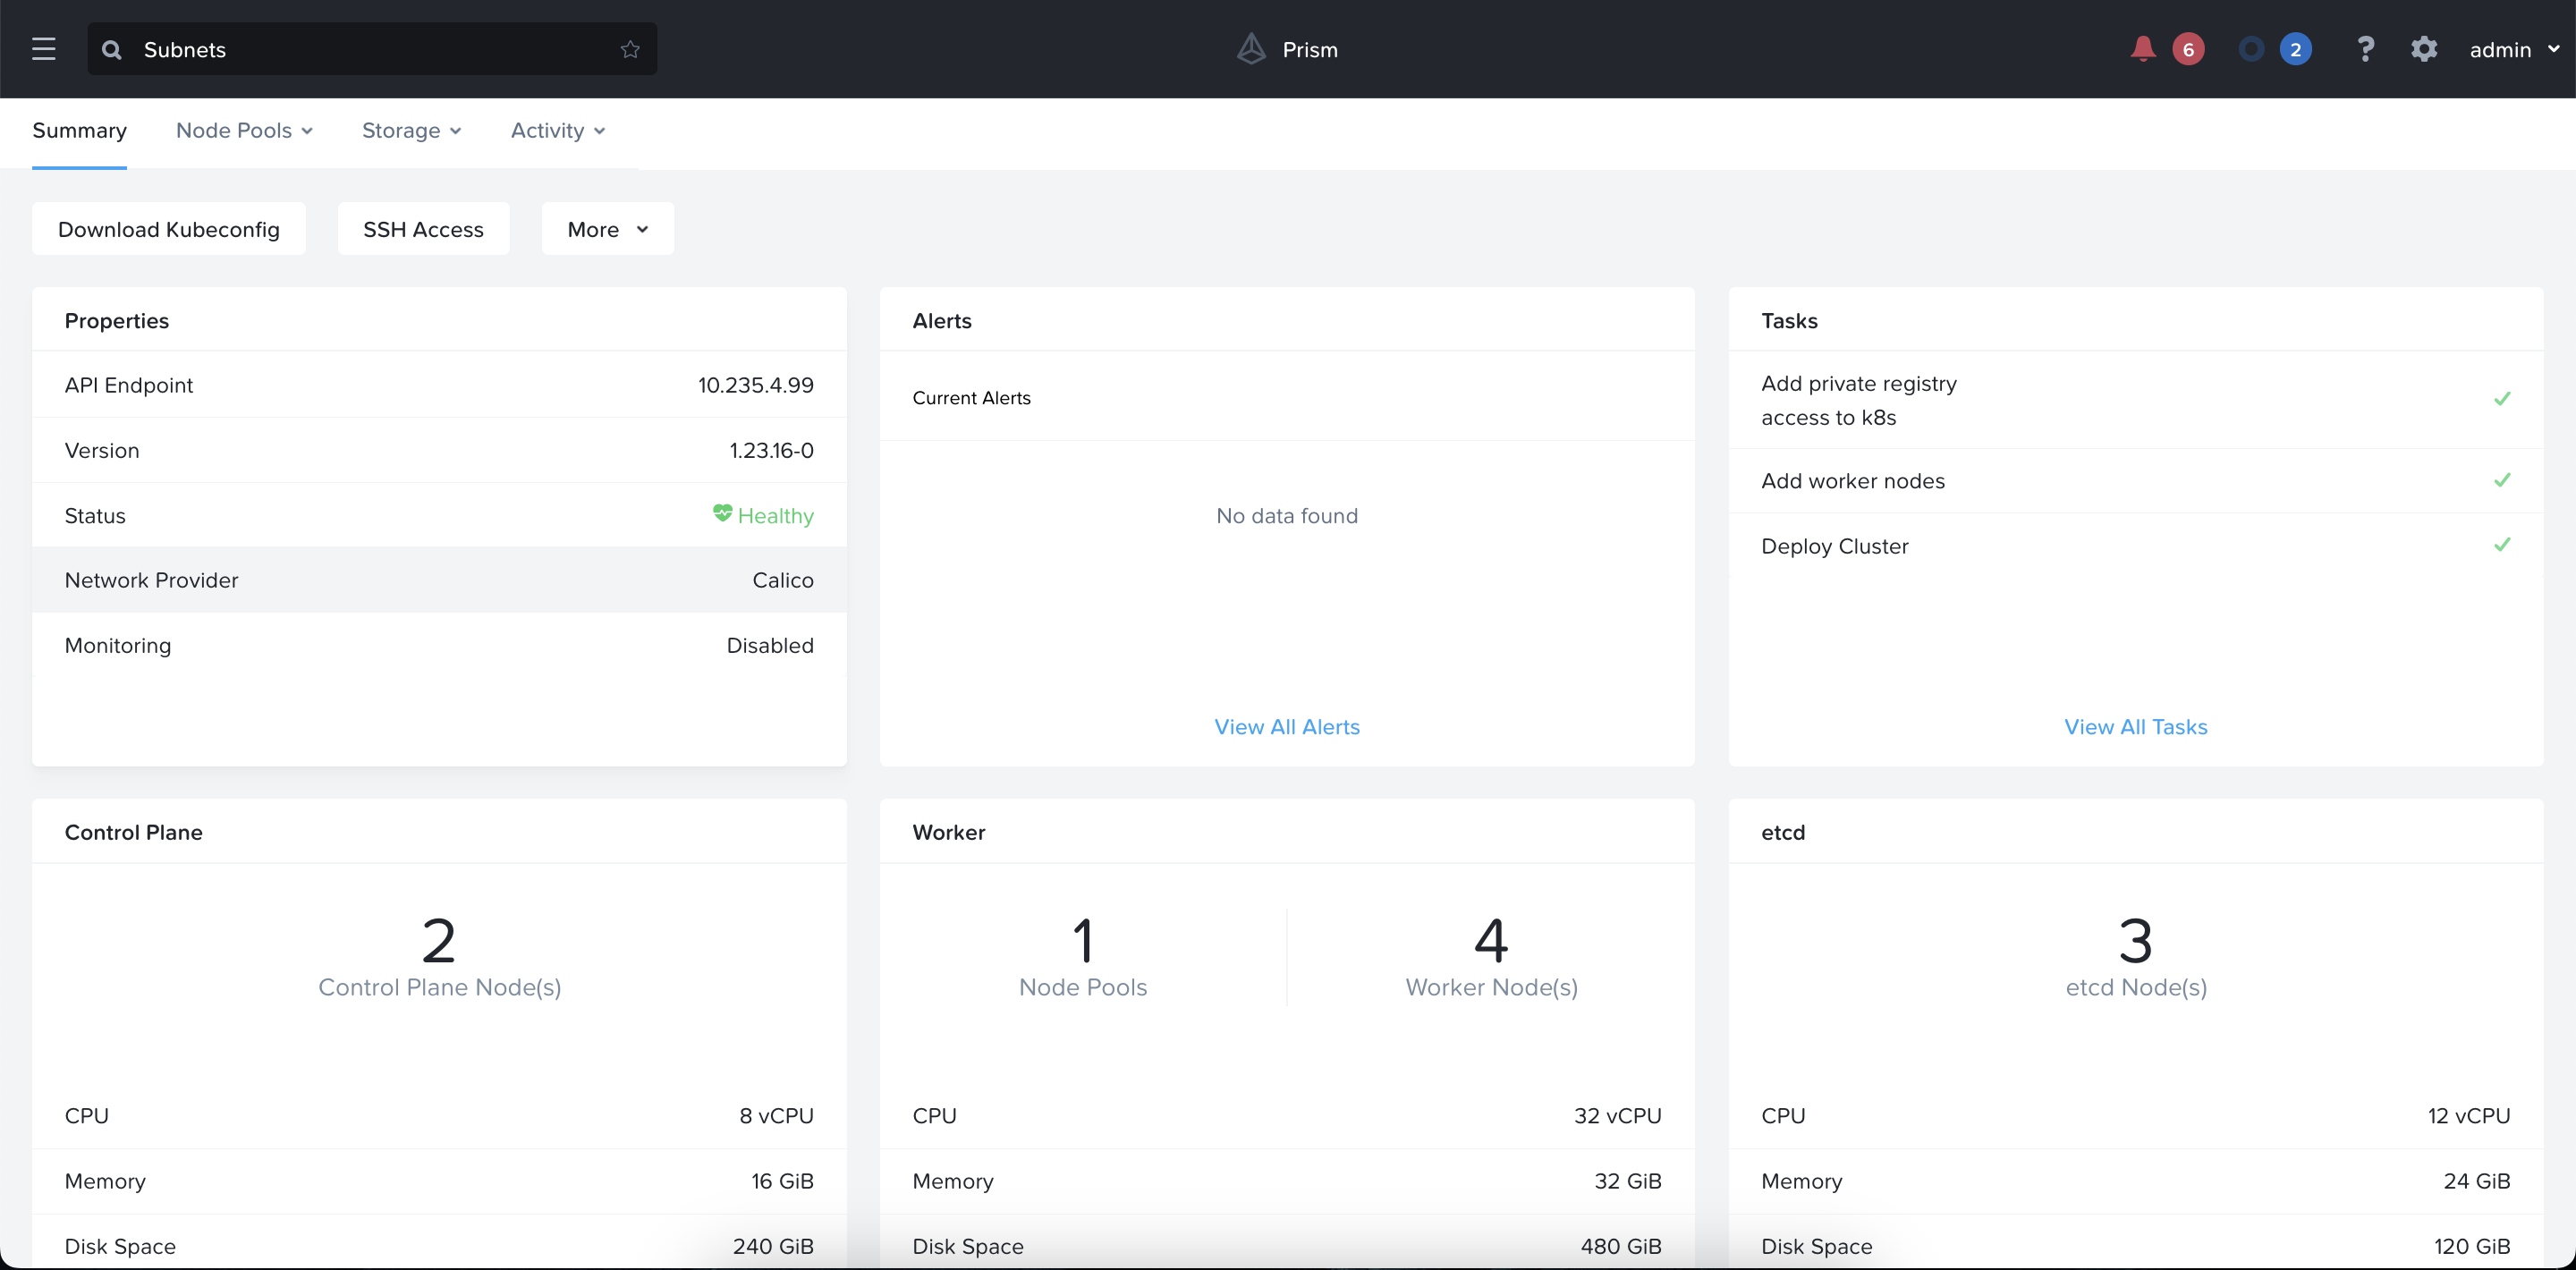 Subnets
Prism
6
2
?
admin
Summary
Node Pools
Storage
Activity
Download Kubeconfig
SSH Access
More
Properties
API Endpoint 10.235.4.99
Version 1.23.16-0
Status Healthy
Network Provider Calico
Monitoring Disabled
Alerts
Current Alerts
No data found
View All Alerts
Tasks
Add private registry
access to k8s
Add worker nodes
Deploy Cluster
View All Tasks
Control Plane
2
Control Plane Node(s)
CPU 8 vCPU
Memory 16 GiB
Disk Space 240 GiB
Worker
1
Node Pools
4
Worker Node(s)
CPU 32 vCPU
Memory 32 GiB
Disk Space 480 GiB
etcd
3
etcd Node(s)
CPU 12 vCPU
Memory 24 GiB
Disk Space 120 GiB